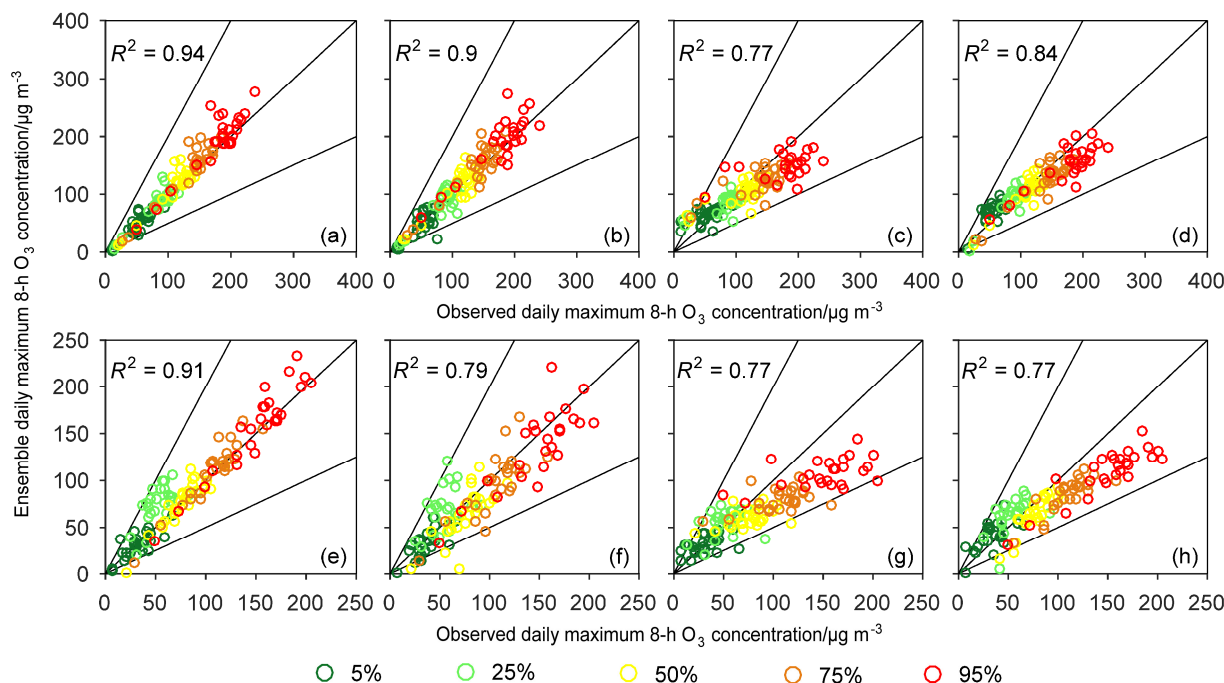 Ensemble daily maximum 8-h O3 concentration/µg m-3
400
300
200
100
0
R2 = 0.94
(a)
R2 = 0.9
(b)
R2 = 0.77
(c)
R2 = 0.84
(d)
0 100 200 300 400 0 100 200 300 400 0 100 200 300 400 0 100 200 300 400
Observed daily maximum 8-h O3 concentration/µg m-3
250
200
150
100
50
0
R2 = 0.91
(e)
R2 = 0.79
(f)
R2 = 0.77
(g)
R2 = 0.77
(h)
0 50 100 150 200 250 0 50 100 150 200 250 0 50 100 150 200 250 0 50 100 150 200 250
Observed daily maximum 8-h O3 concentration/µg m-3
5% 25% 50% 75% 95%